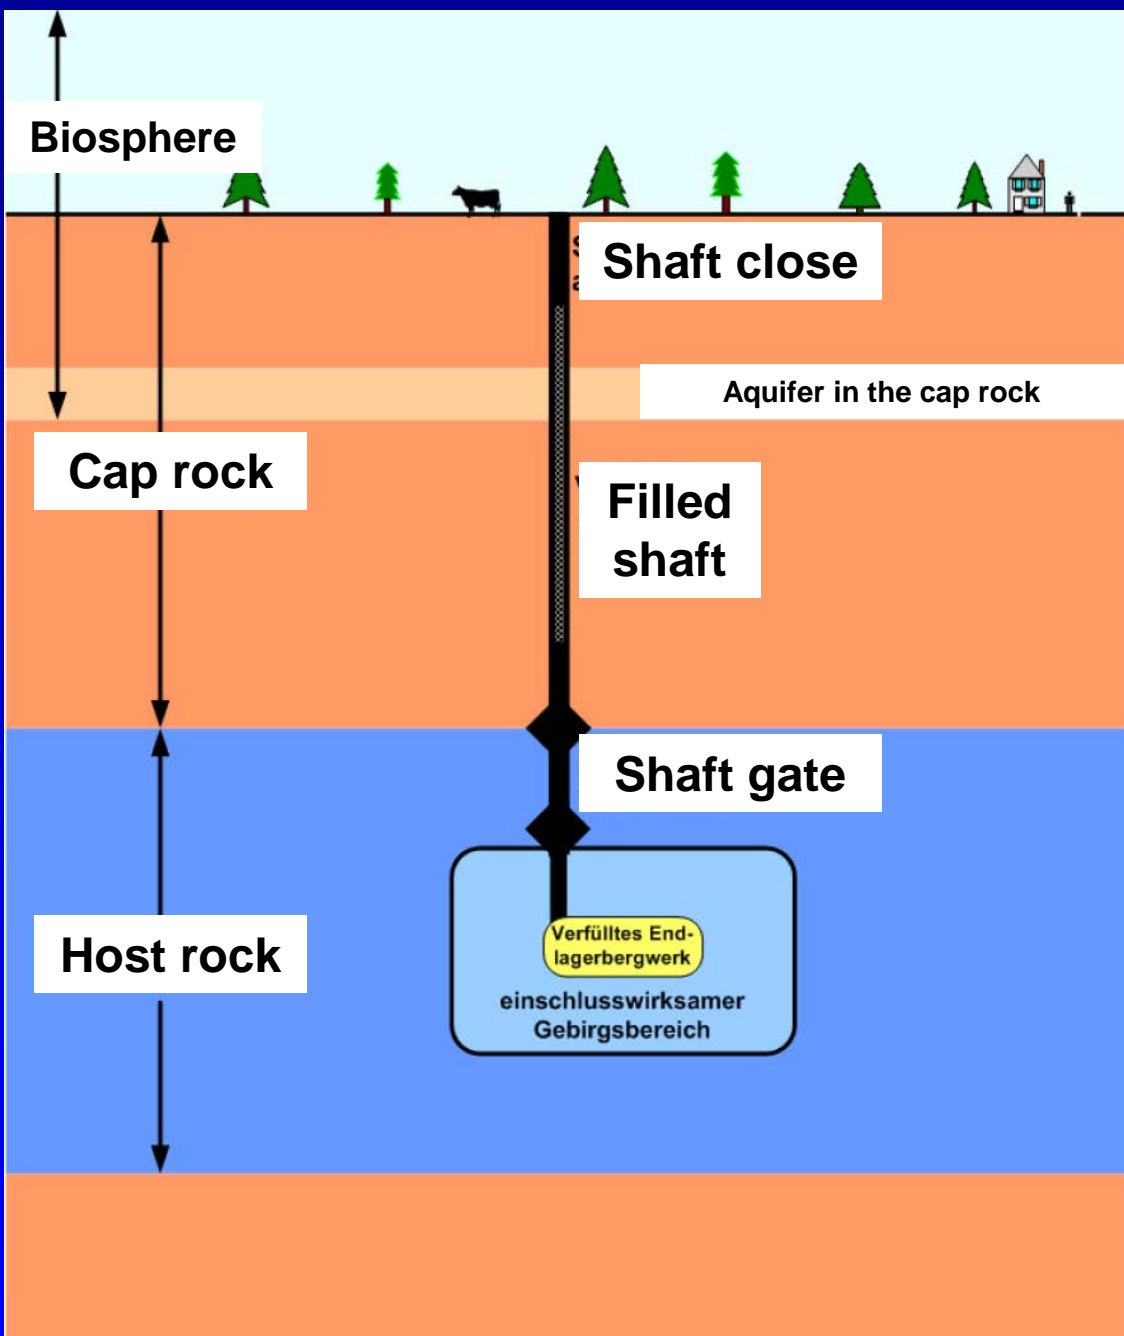 Biosphere
Shaft close
Aquifer in the cap rock
Cap rock
Filled
shaft
Shaft gate
Host rock
Verfülltes End-
lagerbergwerk
einschlusswirksamer
Gebirgsbereich